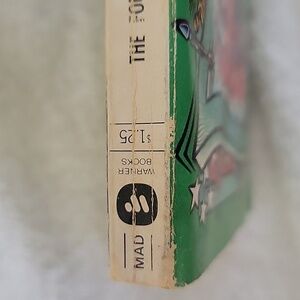 MAD
WARNER
BOOKS
$1.25
THE